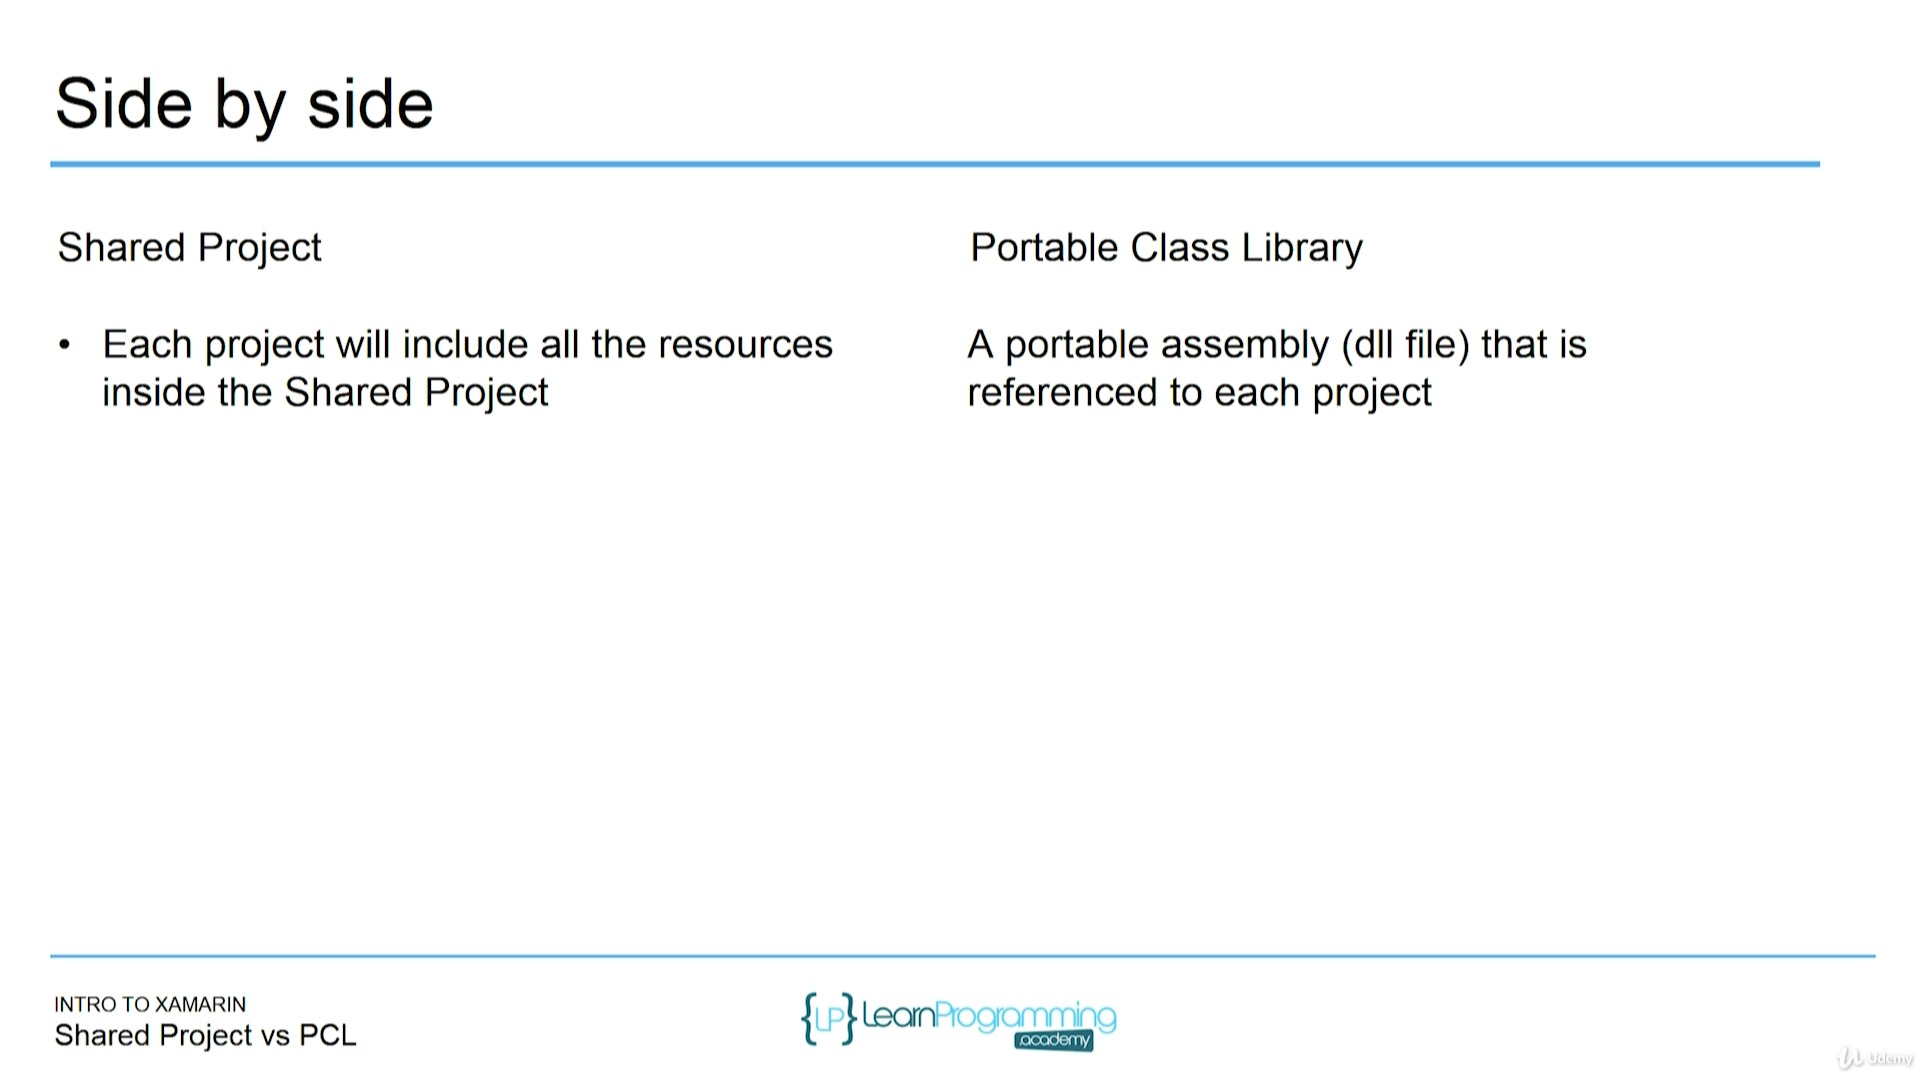 Side by side
Shared Project
• Each project will include all the resources
inside the Shared Project
Portable Class Library
A portable assembly (dll file) that is
referenced to each project
INTRO TO XAMARIN
Shared Project vs PCL
{LP} LearnProgramming
academy
Udemy